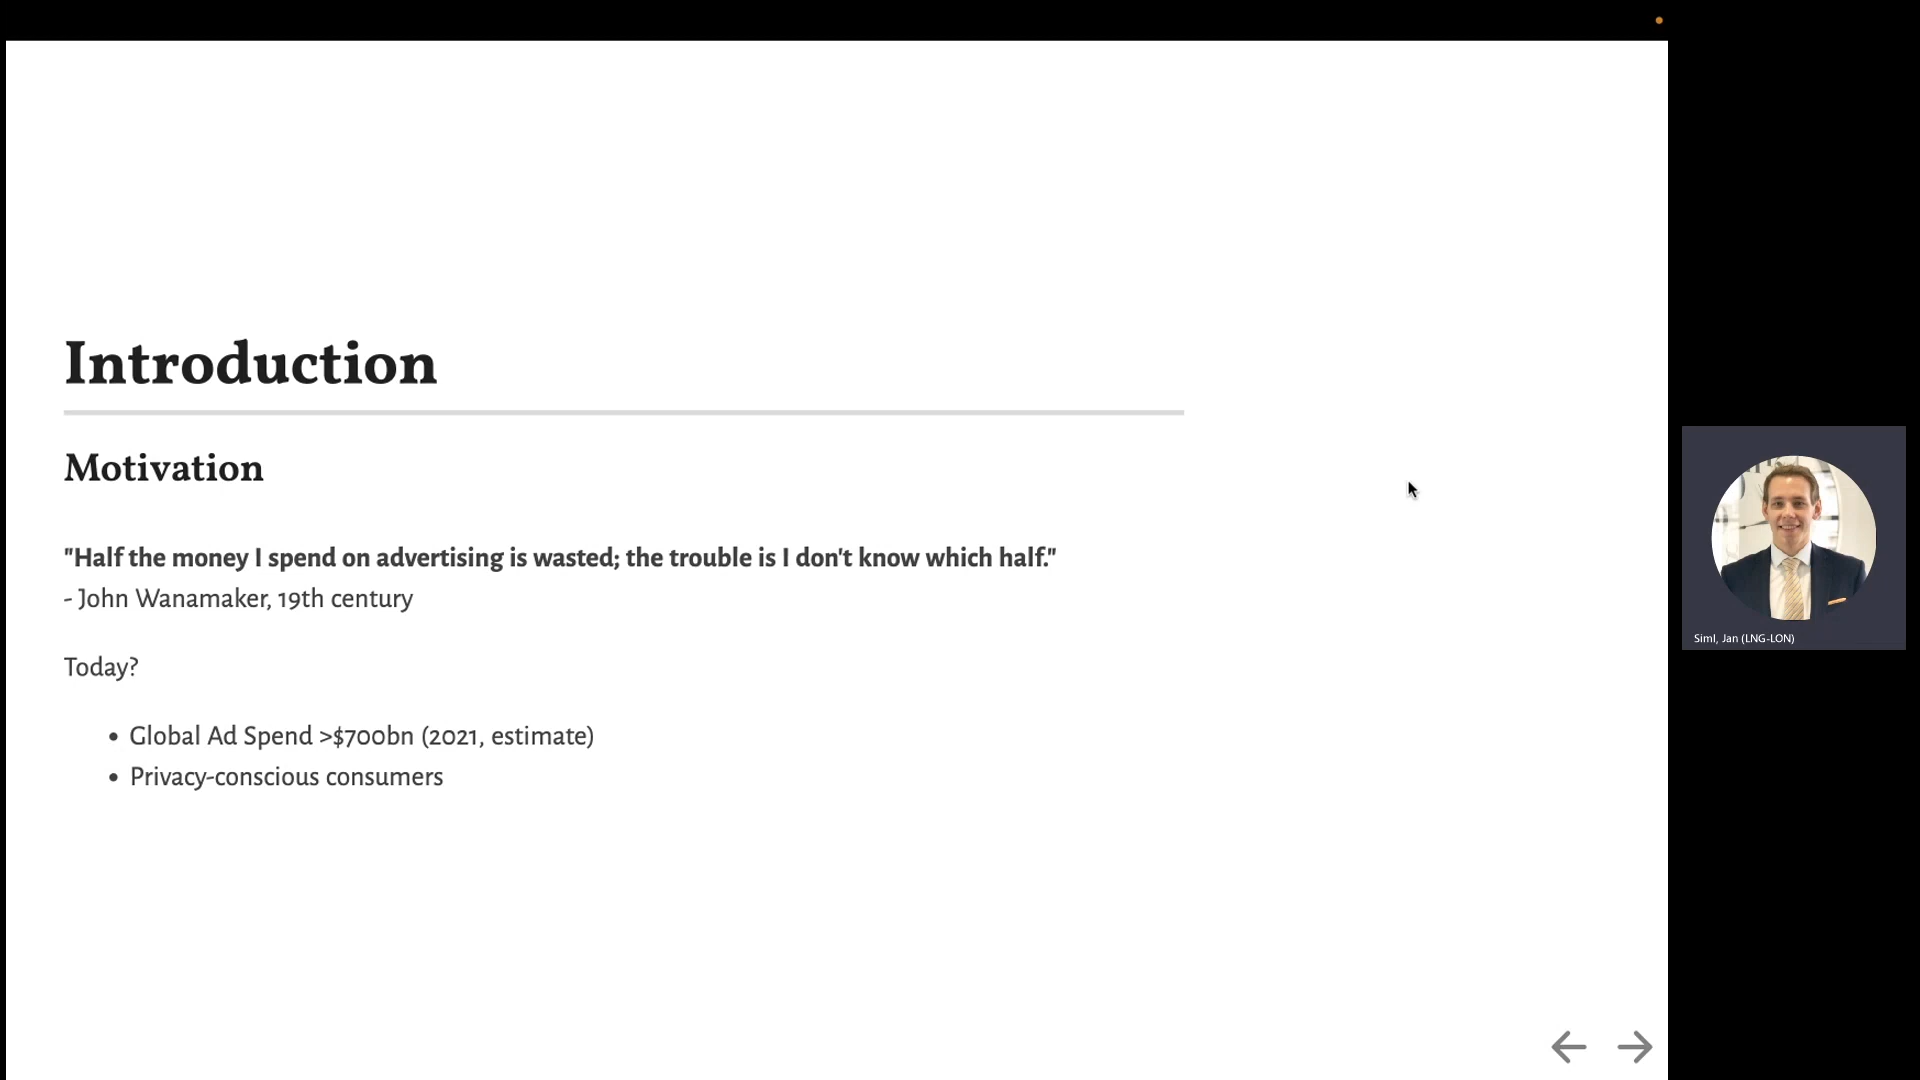 Introduction
Motivation
"Half the money I spend on advertising is wasted; the trouble is I don't know which half."
- John Wanamaker, 19th century
Today?
• Global Ad Spend >$700bn (2021, estimate)
• Privacy-conscious consumers
Siml, Jan (LNG-LON)